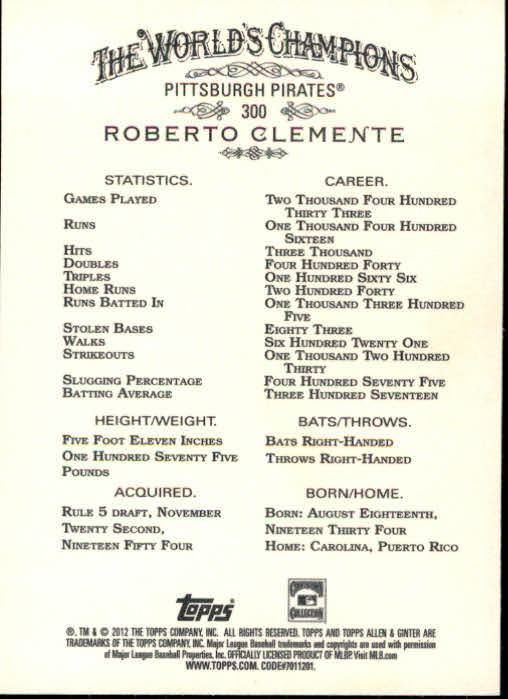 THE WORLD'S CHAMPIONS
PITTSBURGH PIRATES®
300
ROBERTO CLEMENTE
STATISTICS. CAREER.
GAMES PLAYED TWO THOUSAND FOUR HUNDRED
THIRTY THREE
RUNS ONE THOUSAND FOUR HUNDRED
SIXTEEN
HITS THREE THOUSAND
DOUBLES FOUR HUNDRED FORTY
TRIPLES ONE HUNDRED SIXTY SIX
HOME RUNS TWO HUNDRED FORTY
RUNS BATTED IN ONE THOUSAND THREE HUNDRED
FIVE
STOLEN BASES EIGHTY THREE
WALKS SIX HUNDRED TWENTY ONE
STRIKEOUTS ONE THOUSAND TWO HUNDRED
THIRTY
SLUGGING PERCENTAGE FOUR HUNDRED SEVENTY FIVE
BATTING AVERAGE THREE HUNDRED SEVENTEEN
HEIGHT/WEIGHT.
FIVE FOOT ELEVEN INCHES
ONE HUNDRED SEVENTY FIVE
POUNDS
BATS/THROWS.
BATS RIGHT-HANDED
THROWS RIGHT-HANDED
ACQUIRED.
RULE 5 DRAFT, NOVEMBER
TWENTY SECOND,
NINETEEN FIFTY FOUR
BORN/HOME.
BORN: AUGUST EIGHTEENTH,
NINETEEN THIRTY FOUR
HOME: CAROLINA, PUERTO RICO
Topps®
COOPERSTOWN
COLLECTION
®, TM & © 2012 THE TOPPS COMPANY, INC. ALL RIGHTS RESERVED. TOPPS AND TOPPS ALLEN & GINTER ARE
TRADEMARKS OF THE TOPPS COMPANY, INC. Major League Baseball trademarks and copyrights are used with permission
of Major League Baseball Properties, Inc. OFFICIALLY LICENSED PRODUCT OF MLBP. Visit MLB.com
WWW.TOPPS.COM. CODE#7011201.